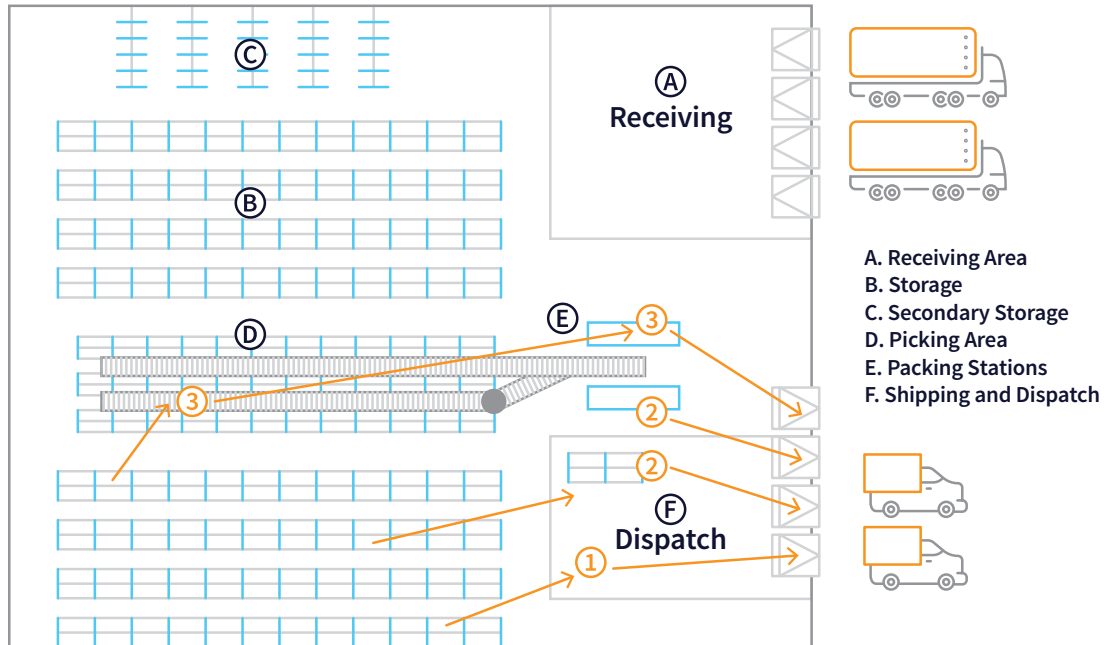 C
A
Receiving
B
A. Receiving Area
B. Storage
C. Secondary Storage
D. Picking Area
E. Packing Stations
F. Shipping and Dispatch
D
E
3
3
2
2
F
Dispatch
1